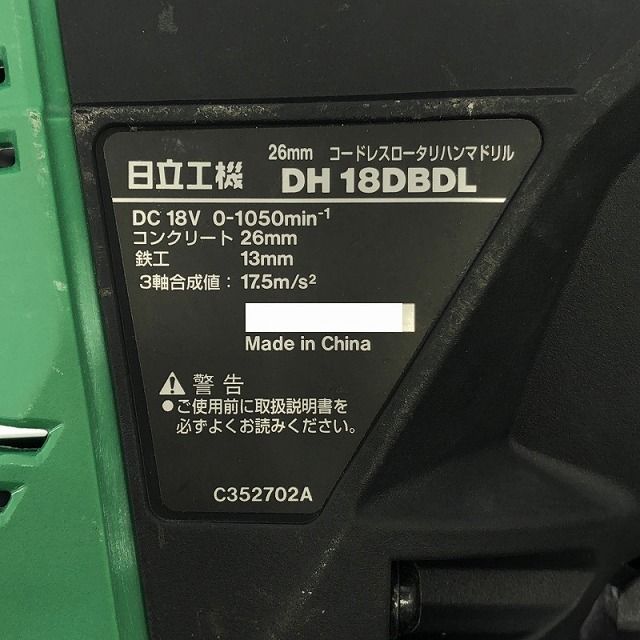 26mm コードレスロータリハンマドリル
日立工機 DH 18DBDL
DC 18V 0-1050min⁻¹
コンクリート 26mm
鉄工 13mm
3軸合成値：17.5m/s²
Made in China
警告
●ご使用前に取扱説明書を
必ずよくお読みください。
C352702A